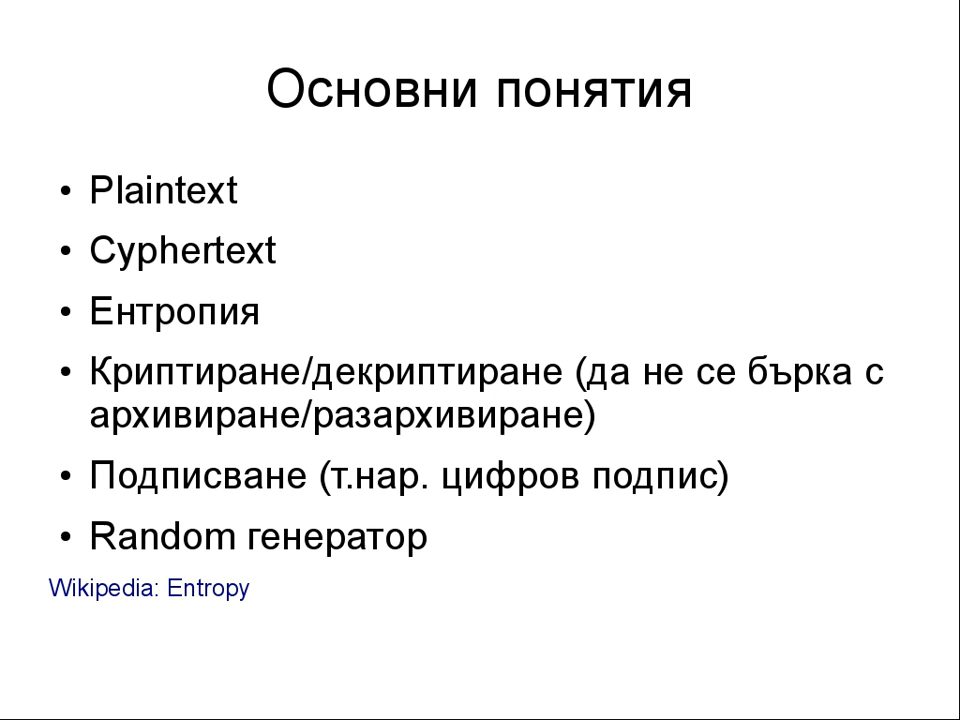 Основни понятия
• Plaintext
• Cyphertext
• Ентропия
• Криптиране/декриптиране (да не се бърка с
архивиране/разархивиране)
• Подписване (т.нар. цифров подпис)
• Random генератор
Wikipedia: Entropy